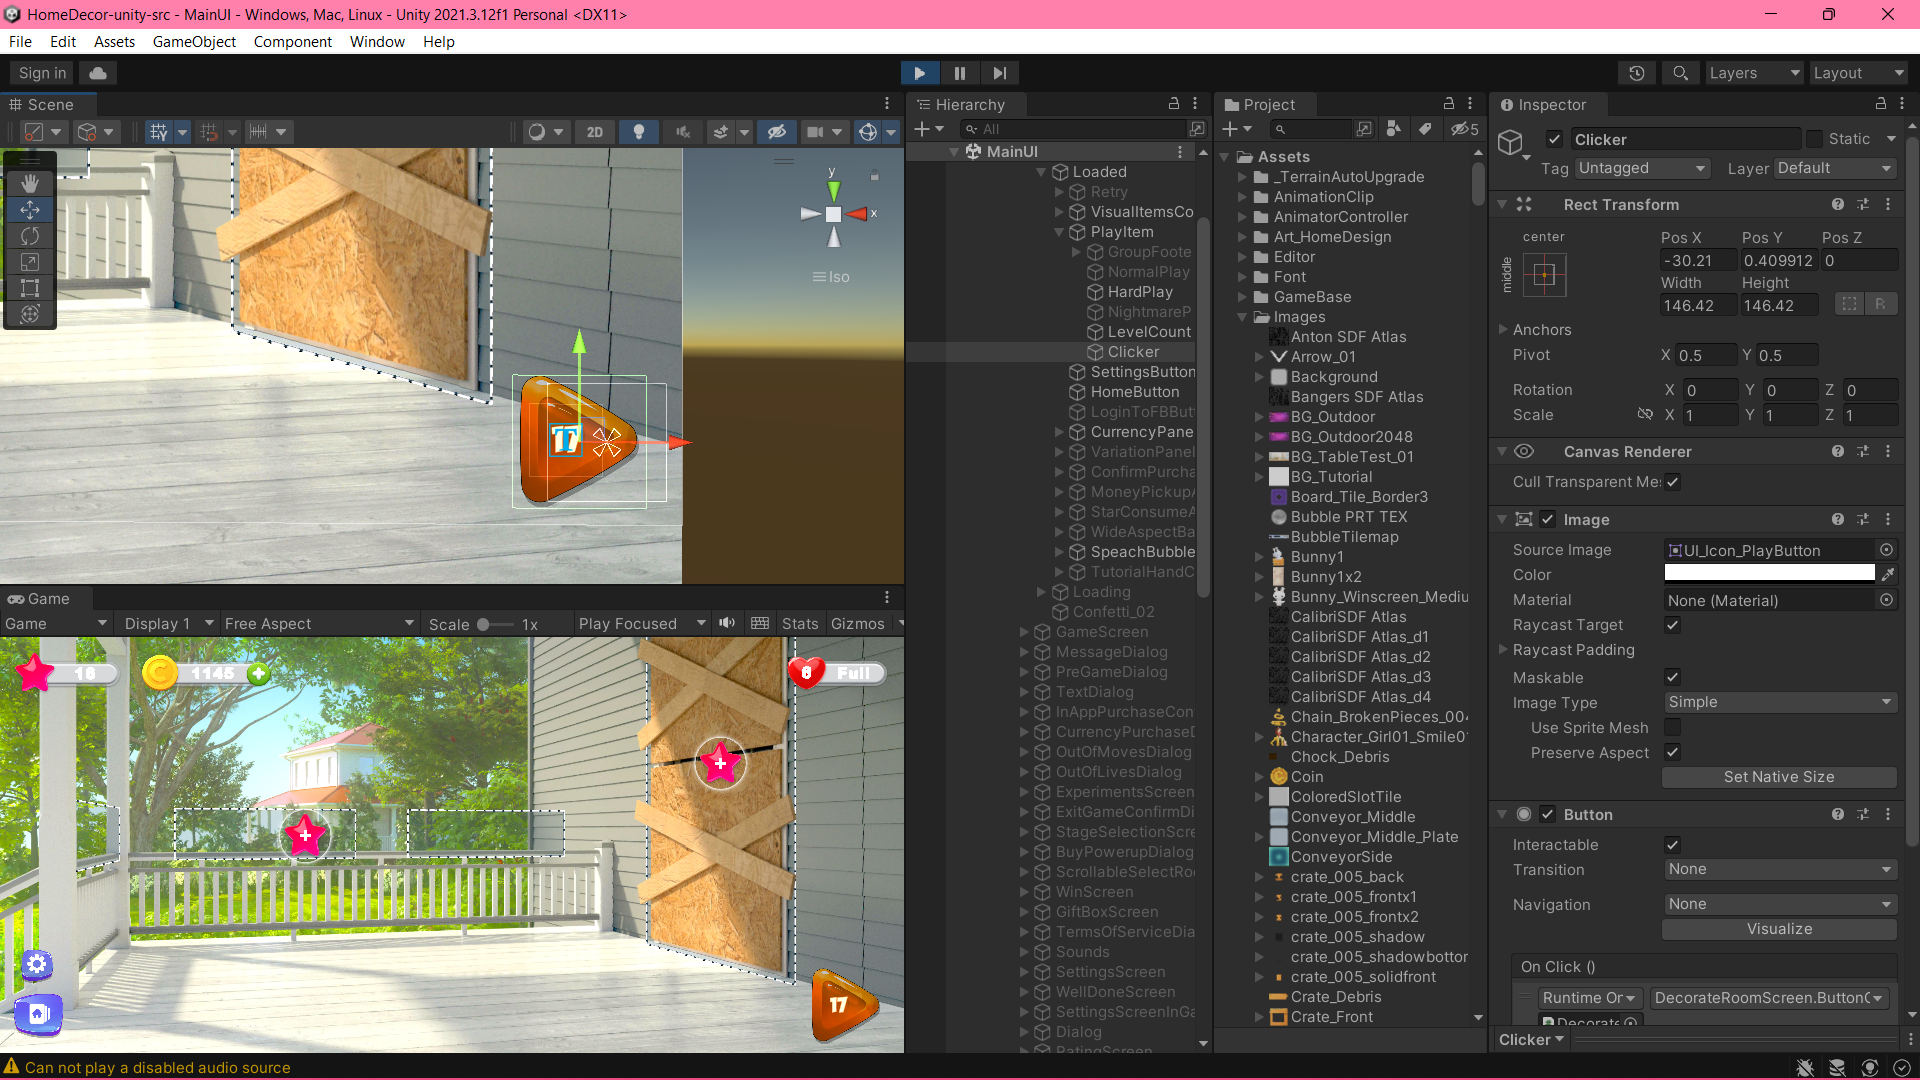 HomeDecor-unity-src - MainUI - Windows, Mac, Linux - Unity 2021.3.12f1 Personal <DX11>
File Edit Assets GameObject Component Window Help
Sign in
Layers
Layout
Scene
2D
y
x
Iso
17
Game
Game
Display 1
Free Aspect
Scale
1x
Play Focused
Stats
Gizmos
1145
6
Full
17
Can not play a disabled audio source
Hierarchy
All
MainUI
Loaded
Retry
VisualItemsCo
PlayItem
GroupFoote
NormalPlay
HardPlay
NightmareP
LevelCount
Clicker
SettingsButton
HomeButton
LoginToFBBut
CurrencyPane
VariationPanel
ConfirmPurcha
MoneyPickup
StarConsumeA
WideAspectBa
SpeachBubble
TutorialHandC
Loading
Confetti_02
GameScreen
MessageDialog
PreGameDialog
TextDialog
InAppPurchaseCon
CurrencyPurchaseD
OutOfMovesDialog
OutOfLivesDialog
ExperimentsScreen
ExitGameConfirmDi
StageSelectionScre
BuyPowerupDialog
ScrollableSelectRo
WinScreen
GiftBoxScreen
TermsOfServiceDia
Sounds
SettingsScreen
WellDoneScreen
SettingsScreenInGa
Dialog
RatingScreen
Project
5
Assets
_TerrainAutoUpgrade
AnimationClip
AnimatorController
Art_HomeDesign
Editor
Font
GameBase
Images
Anton SDF Atlas
Arrow_01
Background
Bangers SDF Atlas
BG_Outdoor
BG_Outdoor2048
BG_TableTest_01
BG_Tutorial
Board_Tile_Border3
Bubble PRT TEX
BubbleTilemap
Bunny1
Bunny1x2
Bunny_Winscreen_Mediu
CalibriSDF Atlas
CalibriSDF Atlas_d1
CalibriSDF Atlas_d2
CalibriSDF Atlas_d3
CalibriSDF Atlas_d4
Chain_BrokenPieces_004
Character_Girl01_Smile0
Chock_Debris
Coin
ColoredSlotTile
Conveyor_Middle
Conveyor_Middle_Plate
ConveyorSide
crate_005_back
crate_005_frontx1
crate_005_frontx2
crate_005_shadow
crate_005_shadowbottor
crate_005_solidfront
Crate_Debris
Crate_Front
Inspector
Clicker
Static
Tag Untagged
Layer Default
Rect Transform
center
middle
Pos X Pos Y Pos Z
-30.21 0.409912 0
Width Height
146.42 146.42
R
Anchors
Pivot X 0.5 Y 0.5
Rotation X 0 Y 0 Z 0
Scale X 1 Y 1 Z 1
Canvas Renderer
Cull Transparent Me
Image
Source Image UI_Icon_PlayButton
Color
Material None (Material)
Raycast Target
Raycast Padding
Maskable
Image Type Simple
Use Sprite Mesh
Preserve Aspect
Set Native Size
Button
Interactable
Transition None
Navigation None
Visualize
On Click ()
Runtime Or DecorateRoomScreen.ButtonC
Decorate
Clicker